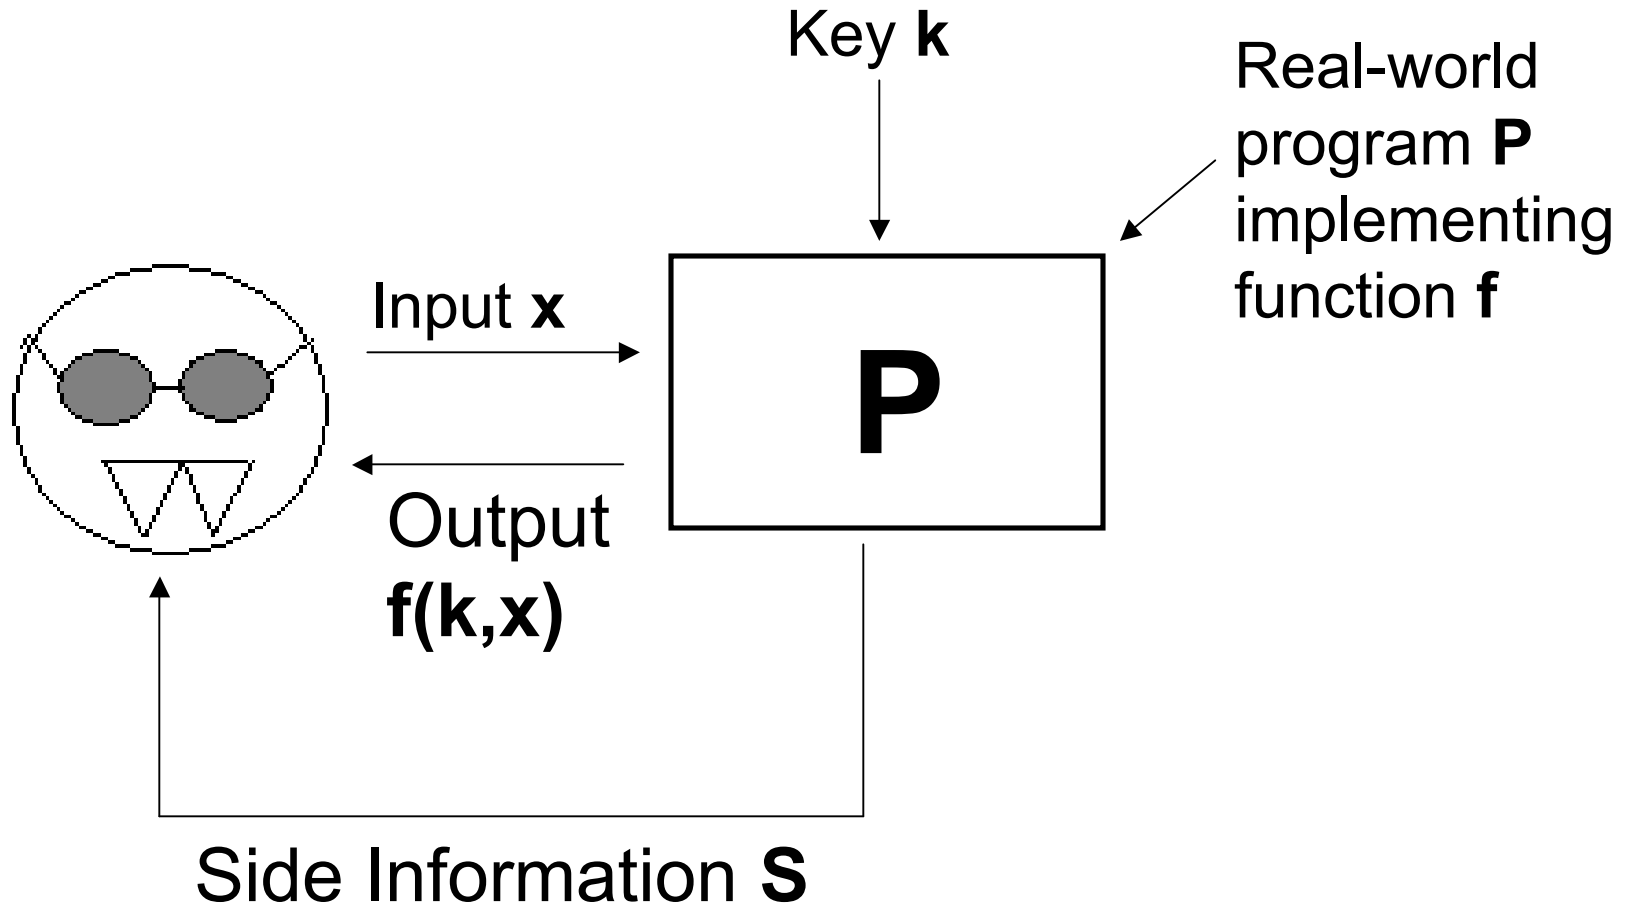 Key k
Real-world
program P
implementing
function f
Input x
P
Output
f(k,x)
Side Information S